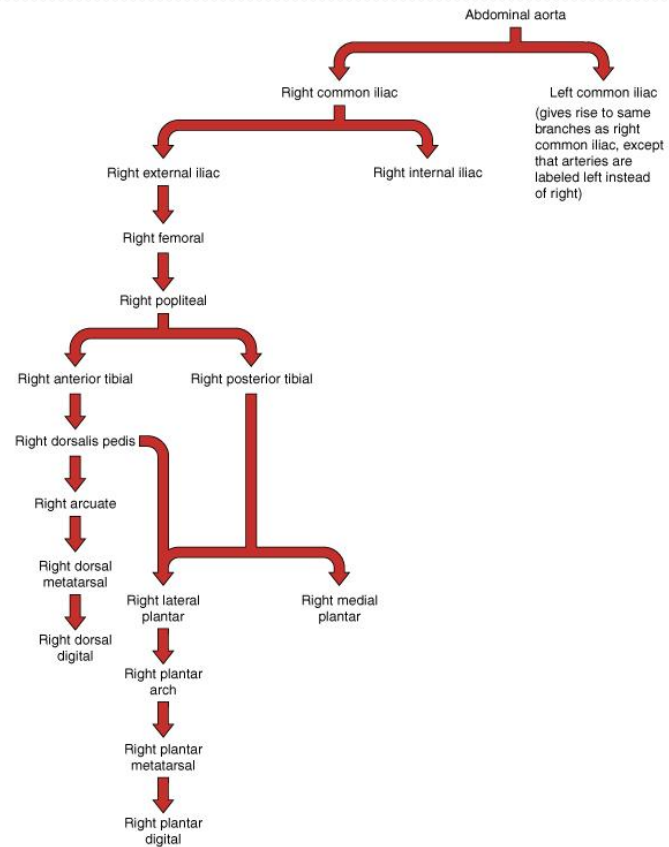 Abdominal aorta
Right common iliac
Left common iliac
(gives rise to same
branches as right
common iliac, except
that arteries are
labeled left instead
of right)
Right external iliac
Right internal iliac
Right femoral
Right popliteal
Right anterior tibial
Right posterior tibial
Right dorsalis pedis
Right arcuate
Right dorsal
metatarsal
Right lateral
plantar
Right medial
plantar
Right dorsal
digital
Right plantar
arch
Right plantar
metatarsal
Right plantar
digital